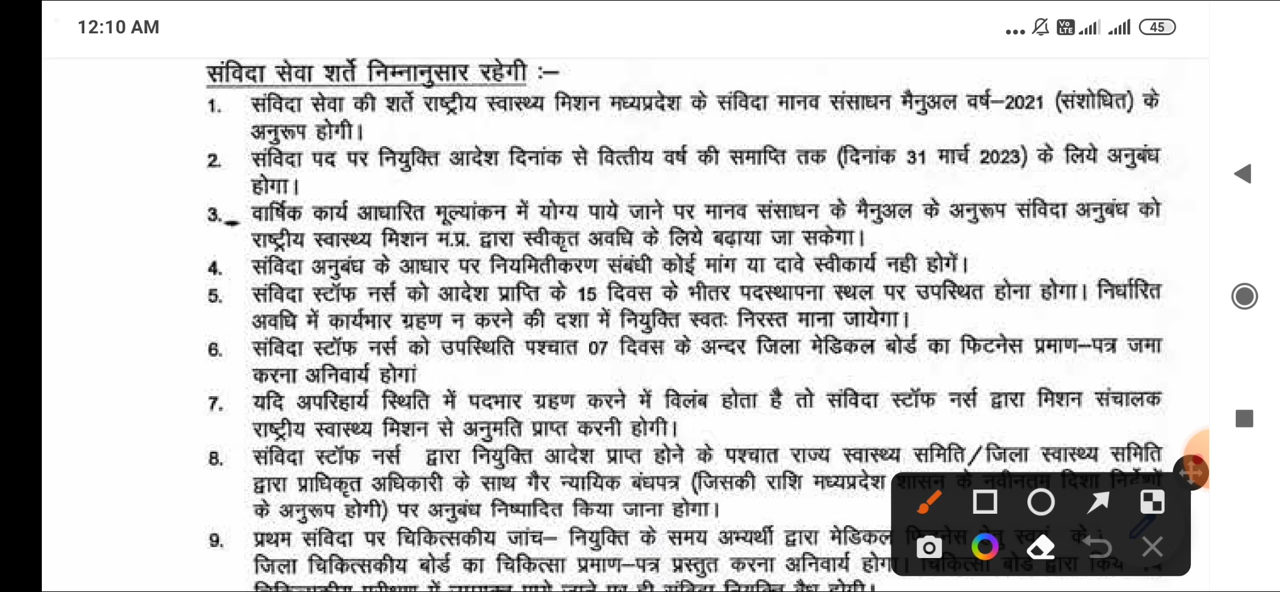 12:10 AM
Vo LTE 45
संविदा सेवा शर्ते निम्नानुसार रहेगी :–
1. संविदा सेवा की शर्ते राष्ट्रीय स्वास्थ्य मिशन मध्यप्रदेश के संविदा मानव संसाधन मैनुअल वर्ष–2021 (संशोधित) के
अनुरूप होगी।
2. संविदा पद पर नियुक्ति आदेश दिनांक से वित्तीय वर्ष की समाप्ति तक (दिनांक 31 मार्च 2023) के लिये अनुबंध
होगा।
3. वार्षिक कार्य आधारित मूल्यांकन में योग्य पाये जाने पर मानव संसाधन के मैनुअल के अनुरूप संविदा अनुबंध को
राष्ट्रीय स्वास्थ्य मिशन म.प्र. द्वारा स्वीकृत अवधि के लिये बढ़ाया जा सकेगा।
4. संविदा अनुबंध के आधार पर नियमितीकरण संबंधी कोई मांग या दावे स्वीकार्य नही होगें।
5. संविदा स्टॉफ नर्स को आदेश प्राप्ति के 15 दिवस के भीतर पदस्थापना स्थल पर उपस्थित होना होगा। निर्धारित
अवधि में कार्यभार ग्रहण न करने की दशा में नियुक्ति स्वतः निरस्त माना जायेगा।
6. संविदा स्टॉफ नर्स को उपस्थिति पश्चात 07 दिवस के अन्दर जिला मेडिकल बोर्ड का फिटनेस प्रमाण–पत्र जमा
करना अनिवार्य होगां
7. यदि अपरिहार्य स्थिति में पदभार ग्रहण करने में विलंब होता है तो संविदा स्टॉफ नर्स द्वारा मिशन संचालक
राष्ट्रीय स्वास्थ्य मिशन से अनुमति प्राप्त करनी होगी।
8. संविदा स्टॉफ नर्स द्वारा नियुक्ति आदेश प्राप्त होने के पश्चात राज्य स्वास्थ्य समिति/जिला स्वास्थ्य समिति
द्वारा प्राधिकृत अधिकारी के साथ गैर न्यायिक बंधपत्र (जिसकी राशि मध्यप्रदेश शासन के नवीनतम दिशा निर्देशों
के अनुरूप होगी) पर अनुबंध निष्पादित किया जाना होगा।
9. प्रथम संविदा पर चिकित्सकीय जांच– नियुक्ति के समय अभ्यर्थी द्वारा मेडिकल
जिला चिकित्सकीय बोर्ड का चिकित्सा प्रमाण–पत्र प्रस्तुत करना अनिवार्य होगा। चिकित्सा बोर्ड द्वारा किये